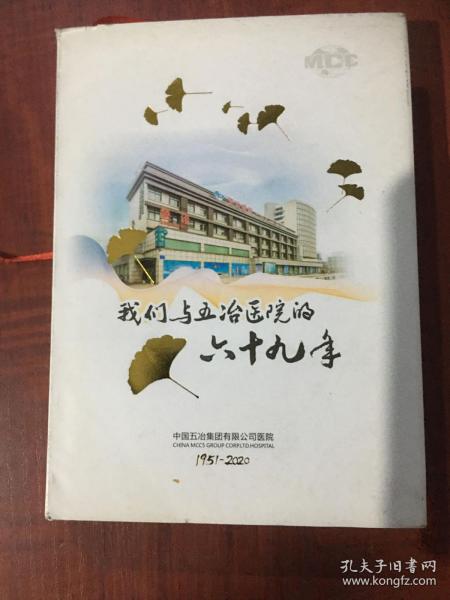 MCC
我们与五冶医院的
六十九年
中国五冶集团有限公司医院
CHINA MCC5 GROUP CORP.LTD.HOSPITAL
1951-2020
孔夫子旧书网
www.kongfz.com